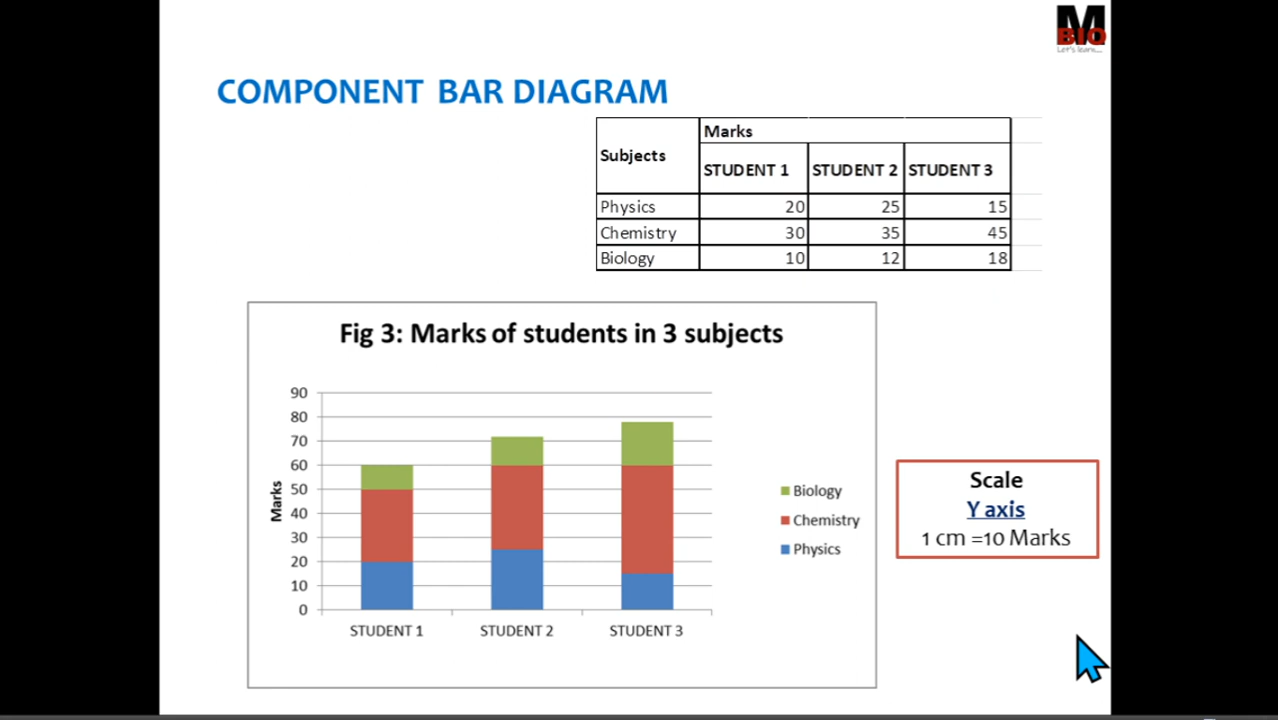 M
BIO
Let's learn....
COMPONENT BAR DIAGRAM
Subjects Marks
STUDENT 1 STUDENT 2 STUDENT 3
Physics 20 25 15
Chemistry 30 35 45
Biology 10 12 18
Fig 3: Marks of students in 3 subjects
90
80
70
60
50
40
30
20
10
0
Marks
STUDENT 1 STUDENT 2 STUDENT 3
Biology
Chemistry
Physics
Scale
Y axis
1 cm =10 Marks